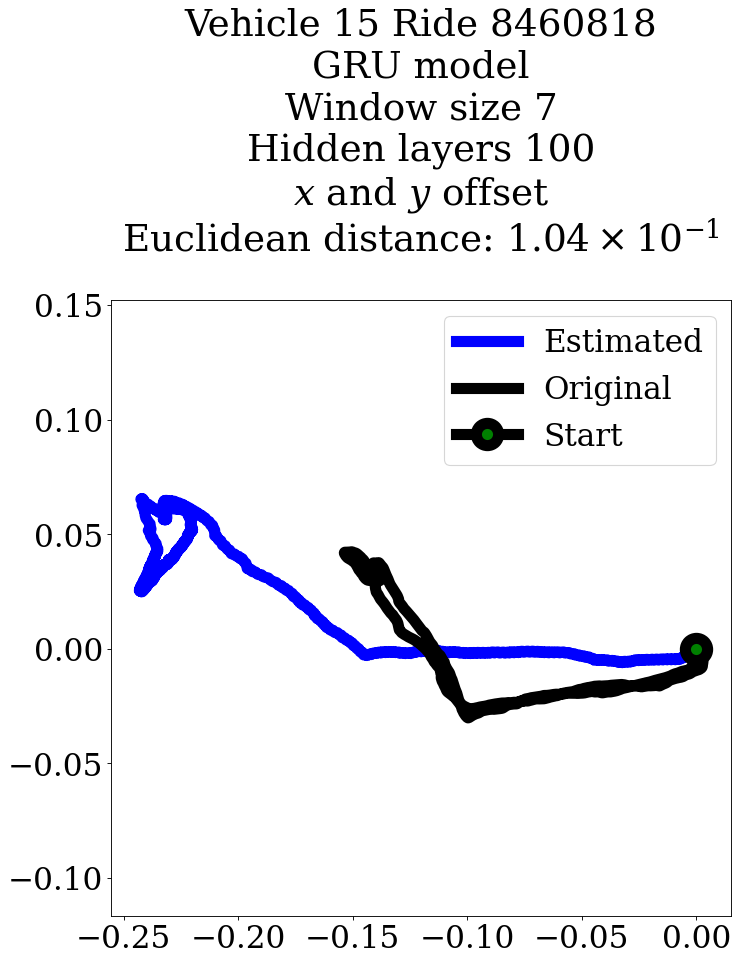 Vehicle 15 Ride 8460818
GRU model
Window size 7
Hidden layers 100
x and y offset
Euclidean distance: 1.04 × 10⁻¹
Estimated
Original
Start
0.15
0.10
0.05
0.00
−0.05
−0.10
−0.25 −0.20 −0.15 −0.10 −0.05 0.00